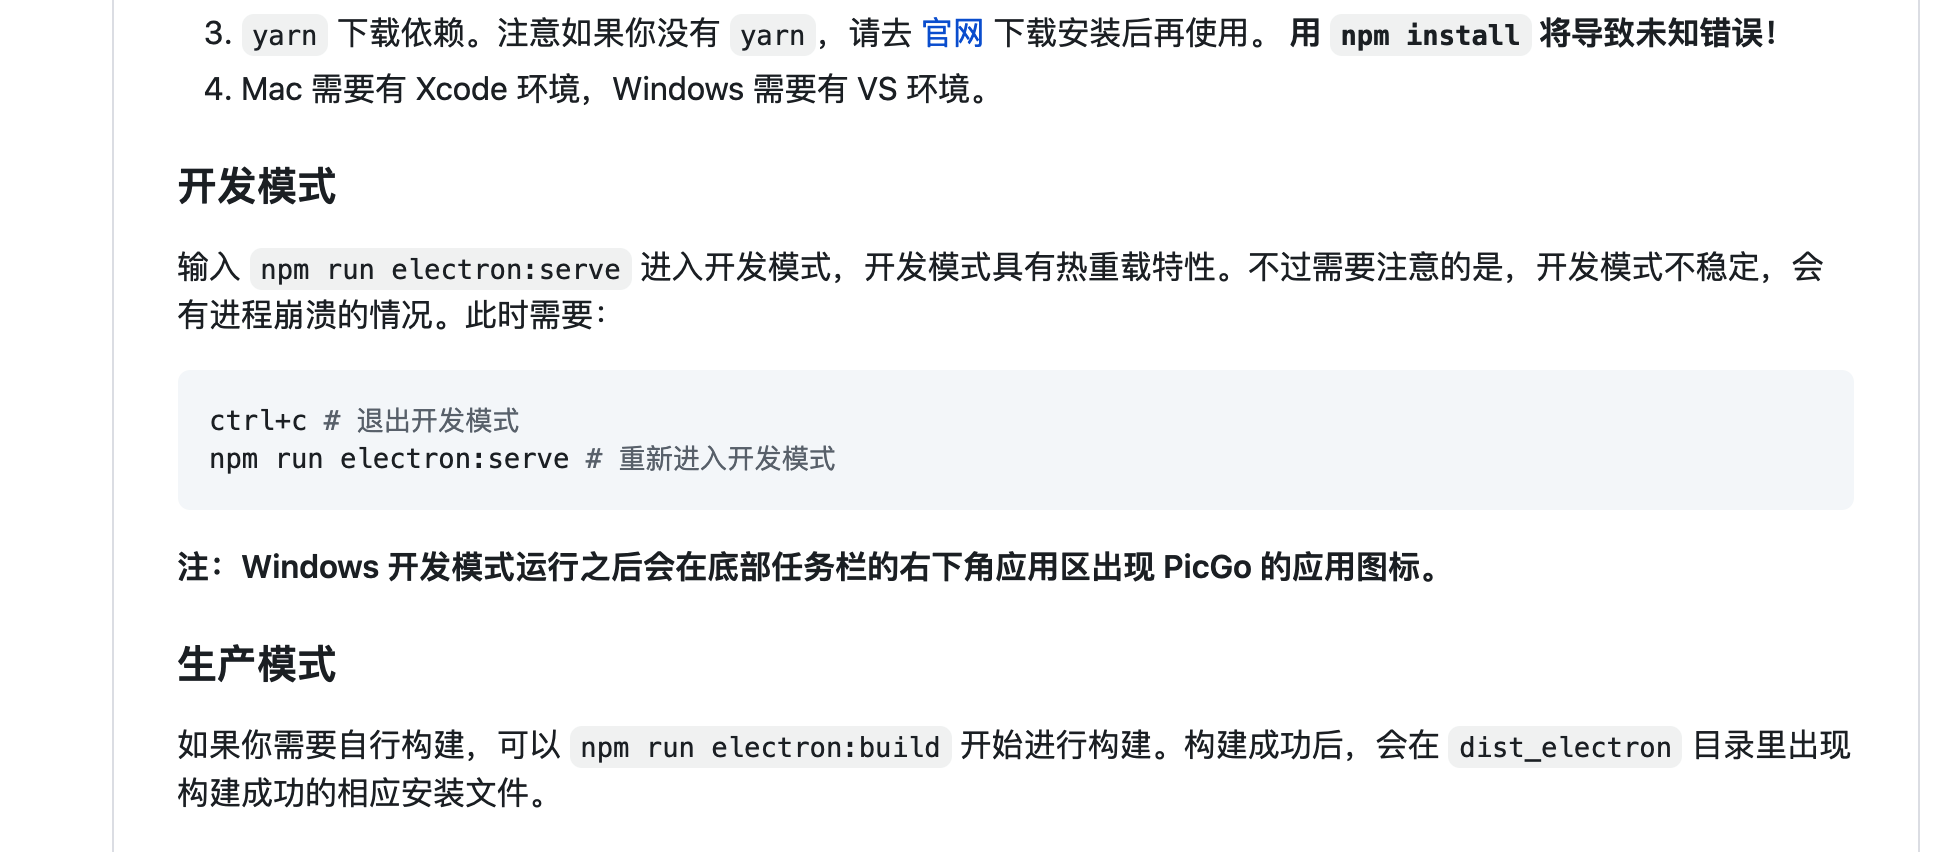 3. yarn 下载依赖。注意如果你没有 yarn，请去 官网 下载安装后再使用。 用 npm install 将导致未知错误！
4. Mac 需要有 Xcode 环境，Windows 需要有 VS 环境。
开发模式
输入 npm run electron:serve 进入开发模式，开发模式具有热重载特性。不过需要注意的是，开发模式不稳定，会
有进程崩溃的情况。此时需要：
ctrl+c # 退出开发模式
npm run electron:serve # 重新进入开发模式
注：Windows 开发模式运行之后会在底部任务栏的右下角应用区出现 PicGo 的应用图标。
生产模式
如果你需要自行构建，可以 npm run electron:build 开始进行构建。构建成功后，会在 dist_electron 目录里出现
构建成功的相应安装文件。